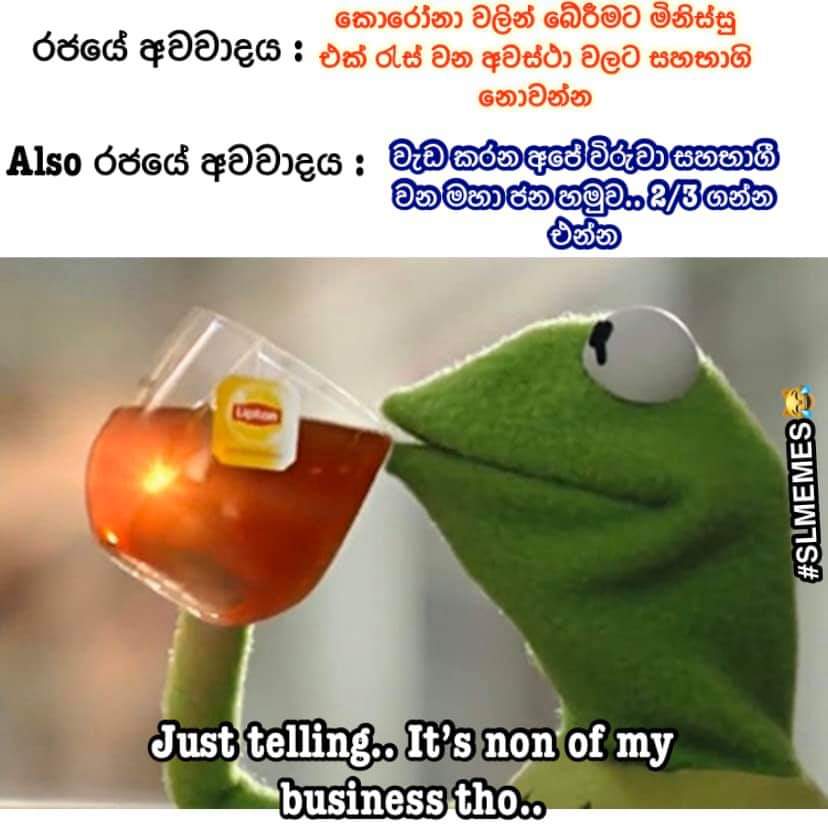 රජයේ අවවාදය : කොරෝනා වලින් බේරීමට මිනිස්සු
එක් රැස් වන අවස්ථා වලට සහභාගි
නොවන්න
Also රජයේ අවවාදය : වැඩ කරන අපේ විරුවා සහභාගී
වන මහා ජන හමුව.. 2/3 ගන්න
එන්න
Lipton
#SLMEMES😹
Just telling.. It's non of my
business tho..